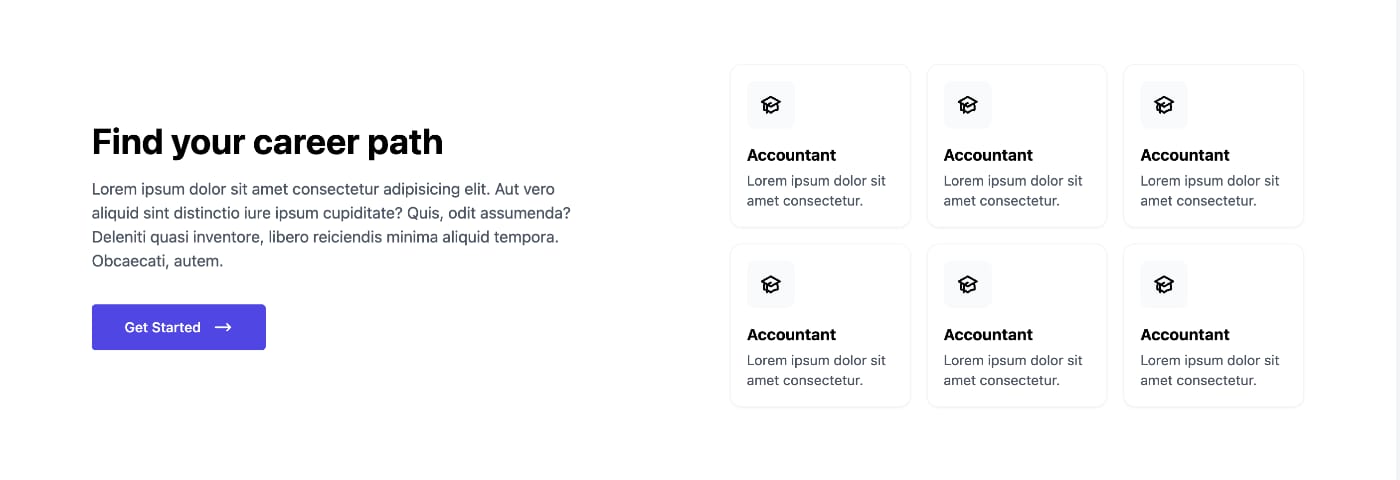 Find your career path
Lorem ipsum dolor sit amet consectetur adipisicing elit. Aut vero
aliquid sint distinctio iure ipsum cupiditate? Quis, odit assumenda?
Deleniti quasi inventore, libero reiciendis minima aliquid tempora.
Obcaecati, autem.
Get Started
Accountant
Lorem ipsum dolor sit
amet consectetur.
Accountant
Lorem ipsum dolor sit
amet consectetur.
Accountant
Lorem ipsum dolor sit
amet consectetur.
Accountant
Lorem ipsum dolor sit
amet consectetur.
Accountant
Lorem ipsum dolor sit
amet consectetur.
Accountant
Lorem ipsum dolor sit
amet consectetur.